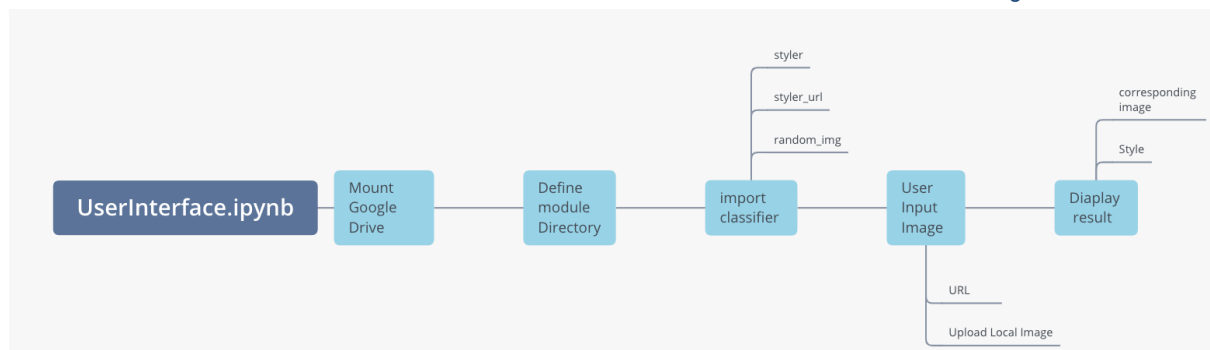 UserInterface.ipynb
Mount
Google
Drive
Define
module
Directory
styler
styler_url
random_img
import
classifier
User
Input
Image
URL
Upload Local Image
corresponding
image
Style
Diaplay
result